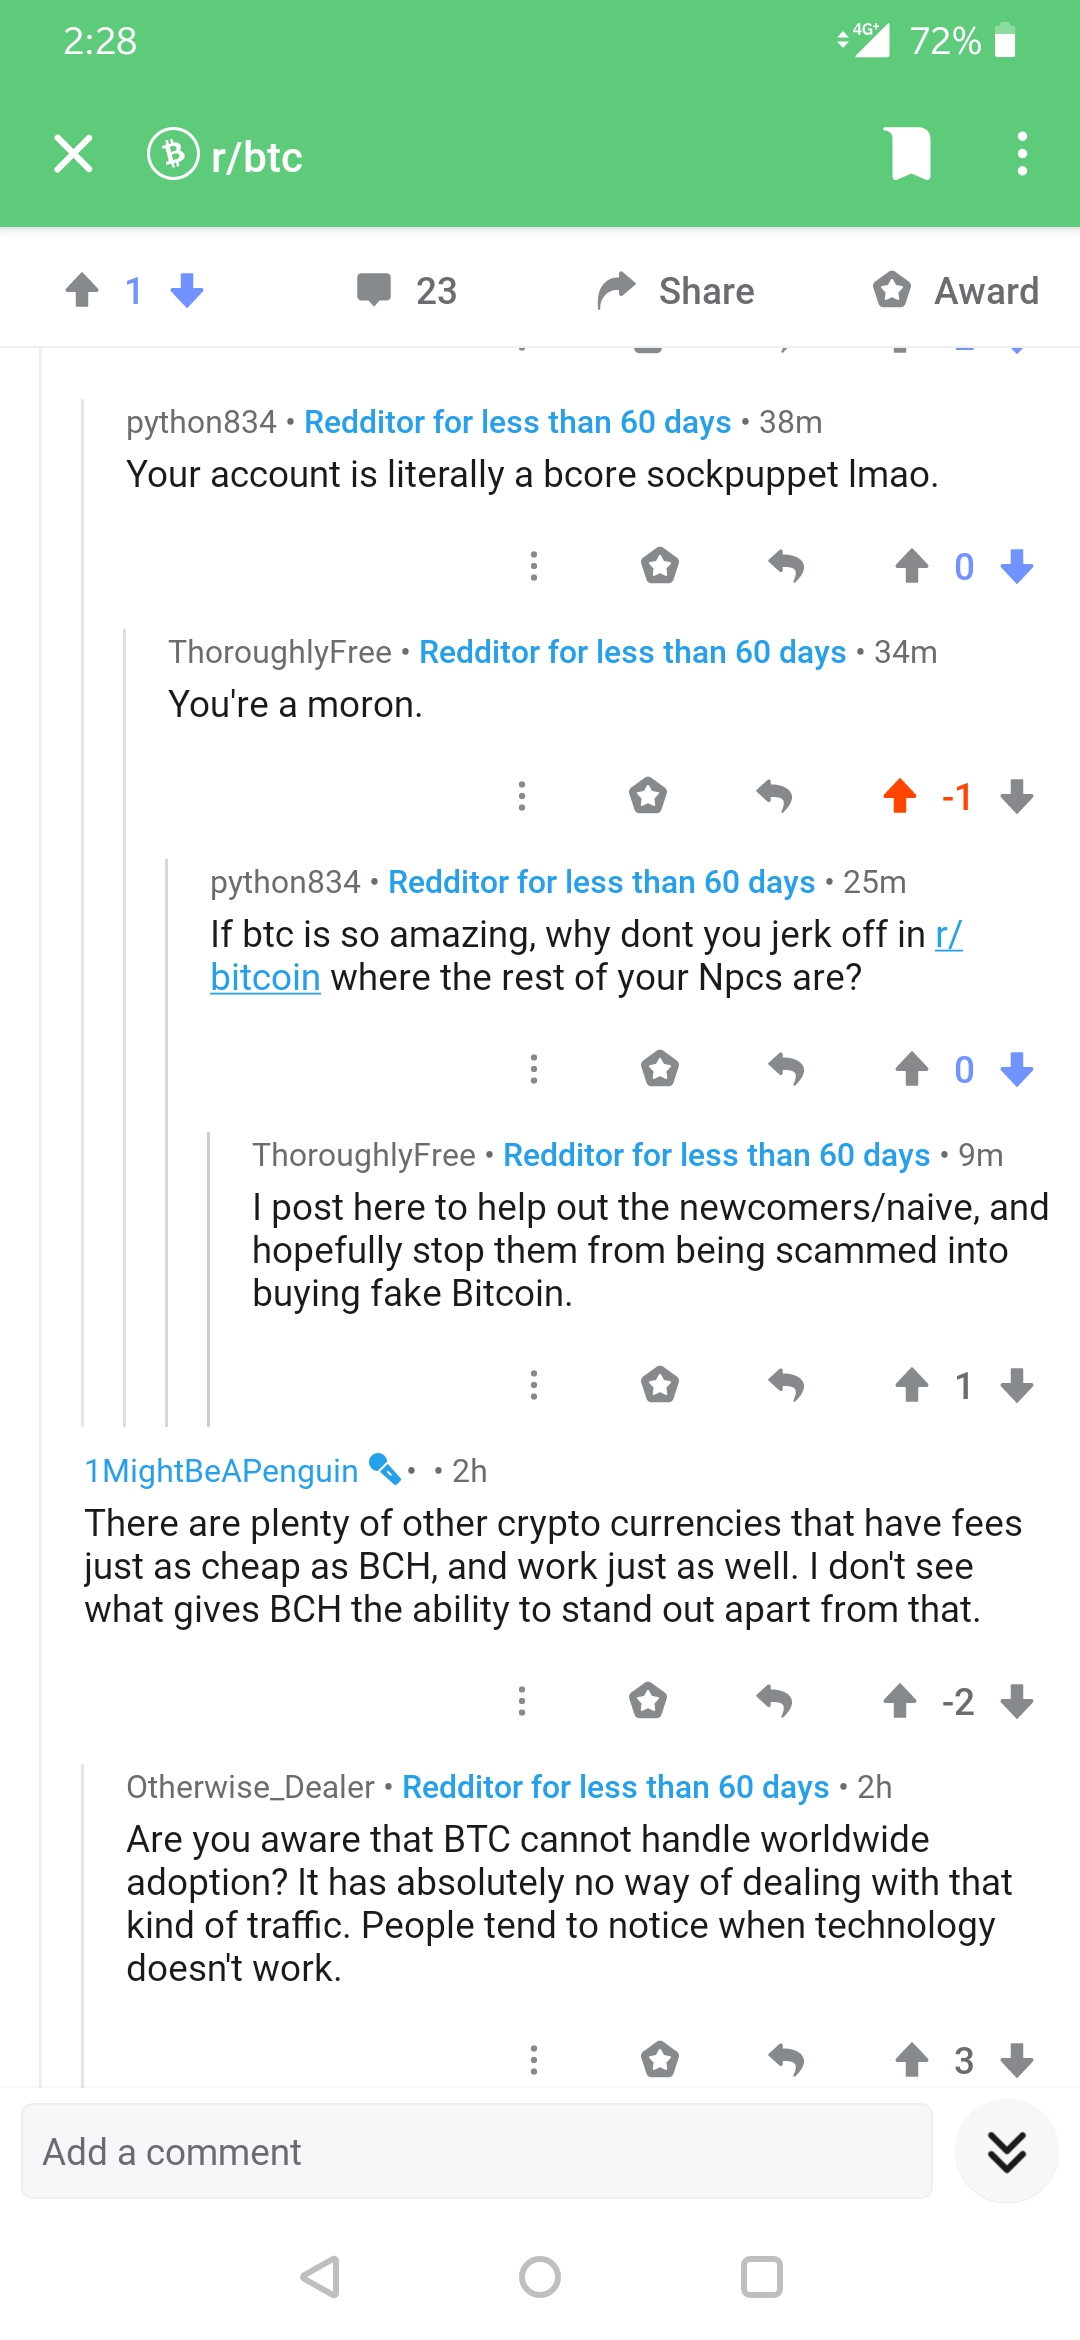 2:28
4G+ 72%
r/btc
1 23 Share Award
python834 • Redditor for less than 60 days • 38m
Your account is literally a bcore sockpuppet lmao.
0
ThoroughlyFree • Redditor for less than 60 days • 34m
You're a moron.
-1
python834 • Redditor for less than 60 days • 25m
If btc is so amazing, why dont you jerk off in r/
bitcoin where the rest of your Npcs are?
0
ThoroughlyFree • Redditor for less than 60 days • 9m
I post here to help out the newcomers/naive, and
hopefully stop them from being scammed into
buying fake Bitcoin.
1
1MightBeAPenguin • • 2h
There are plenty of other crypto currencies that have fees
just as cheap as BCH, and work just as well. I don't see
what gives BCH the ability to stand out apart from that.
-2
Otherwise_Dealer • Redditor for less than 60 days • 2h
Are you aware that BTC cannot handle worldwide
adoption? It has absolutely no way of dealing with that
kind of traffic. People tend to notice when technology
doesn't work.
3
Add a comment